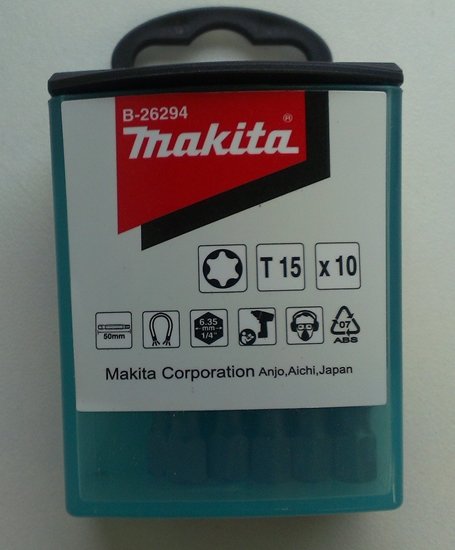 B-26294
makita®
T 15
x 10
50mm
6.35
mm
1/4"
07
ABS
Makita Corporation Anjo,Aichi,Japan